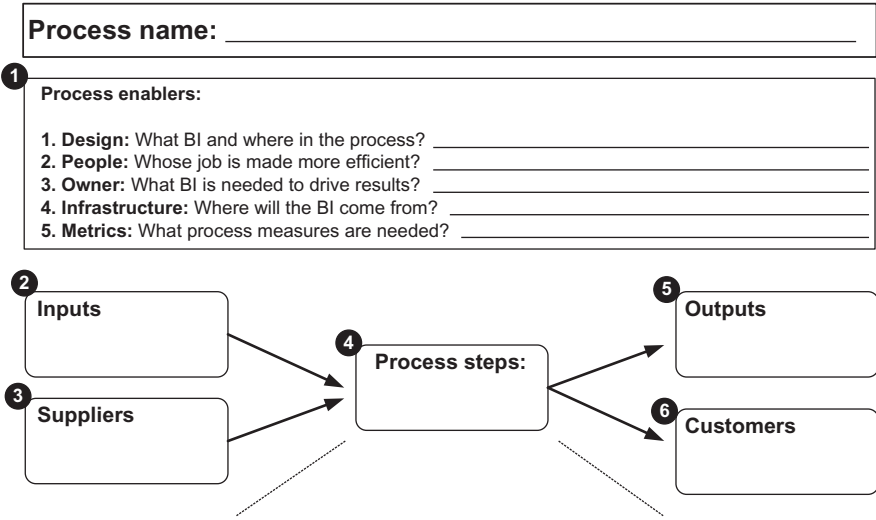 Process name:
1
Process enablers:
1. Design: What BI and where in the process?
2. People: Whose job is made more efficient?
3. Owner: What BI is needed to drive results?
4. Infrastructure: Where will the BI come from?
5. Metrics: What process measures are needed?
2
Inputs
3
Suppliers
4
Process steps:
5
Outputs
6
Customers